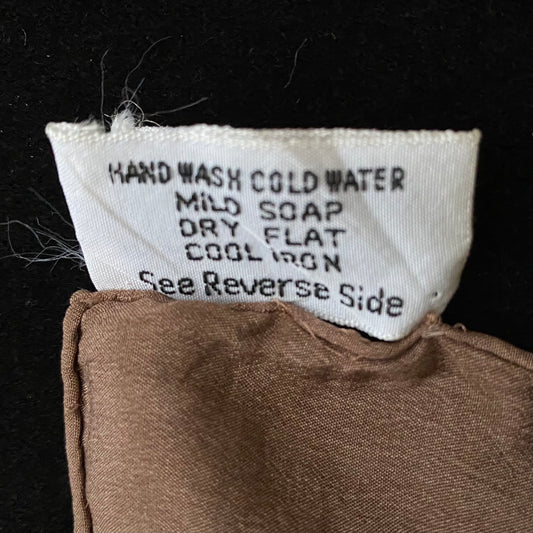 HAND WASH COLD WATER
MILD SOAP
DRY FLAT
COOL IRON
See Reverse Side